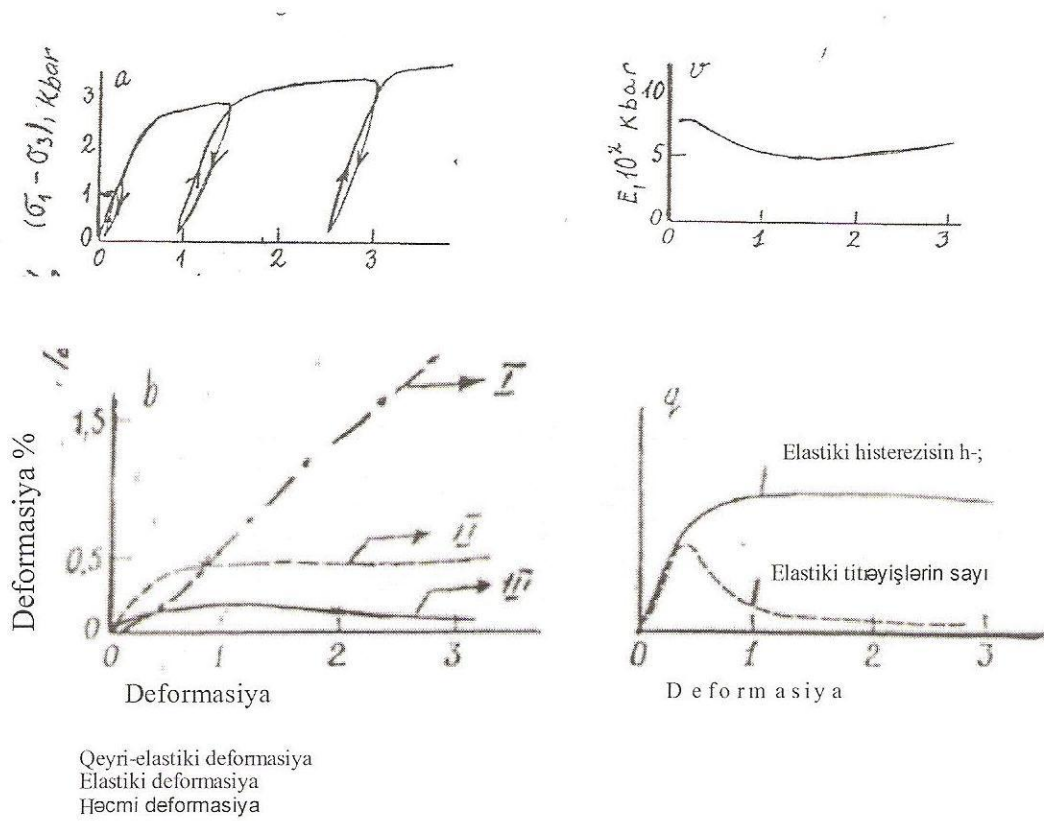 a
(σ₁ - σ₃), Kbar
3
2
1
0
0 1 2 3
v
E, 10² Kbar
10
5
0
0 1 2 3
b
Deformasiya %
1,5
0,5
0
I
II
III
0 1 2 3
Deformasiya
q
Elastiki histerezisin h-;
Elastiki titrəyişlərin sayı
0 1 2 3
Deformasiya
Qeyri-elastiki deformasiya
Elastiki deformasiya
Həcmi deformasiya